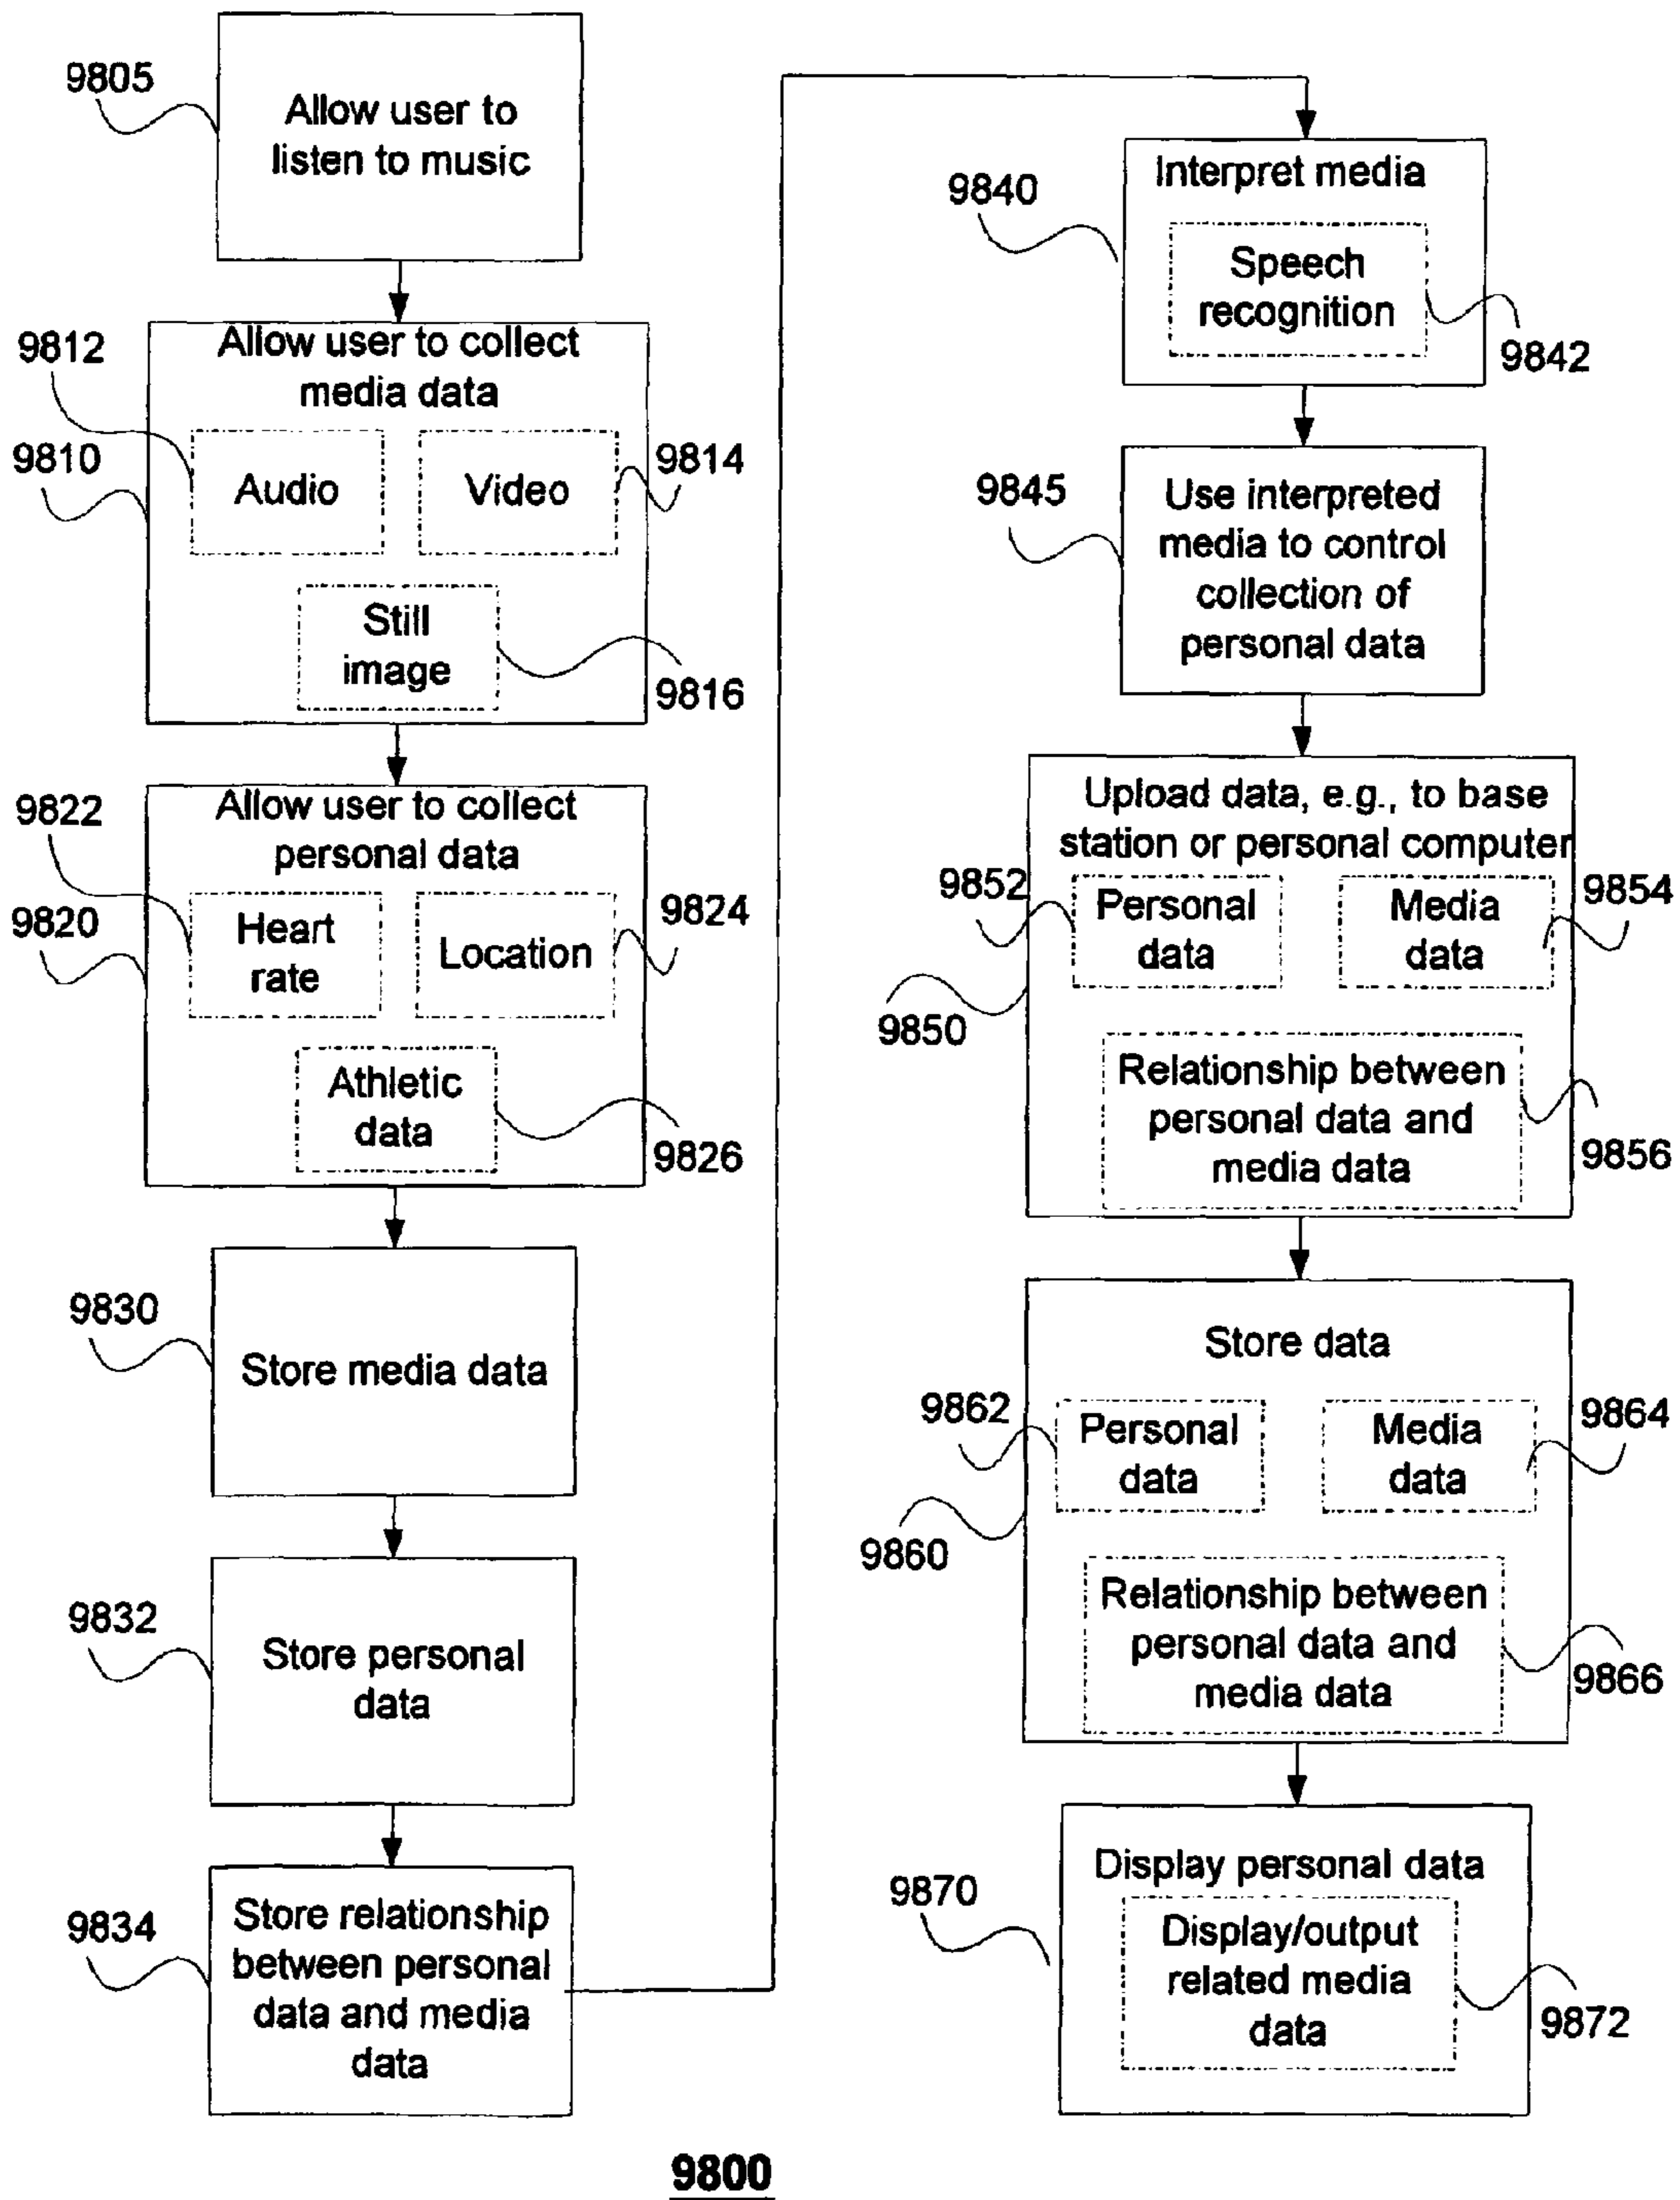 9805
Allow user to
listen to music
Allow user to collect
media data
9812
9810
Audio
Video
9814
Still
image
9816
Allow user to collect
personal data
9822
9820
Heart
rate
Location
9824
Athletic
data
9826
9830
Store media data
9832
Store personal
data
9834
Store relationship
between personal
data and media
data
Interpret media
9840
Speech
recognition
9842
9845
Use interpreted
media to control
collection of
personal data
Upload data, e.g., to base
station or personal computer
9852
Personal
data
Media
data
9854
9850
Relationship between
personal data and
media data
9856
Store data
9862
Personal
data
Media
data
9864
9860
Relationship between
personal data and
media data
9866
Display personal data
9870
Display/output
related media
data
9872
9800